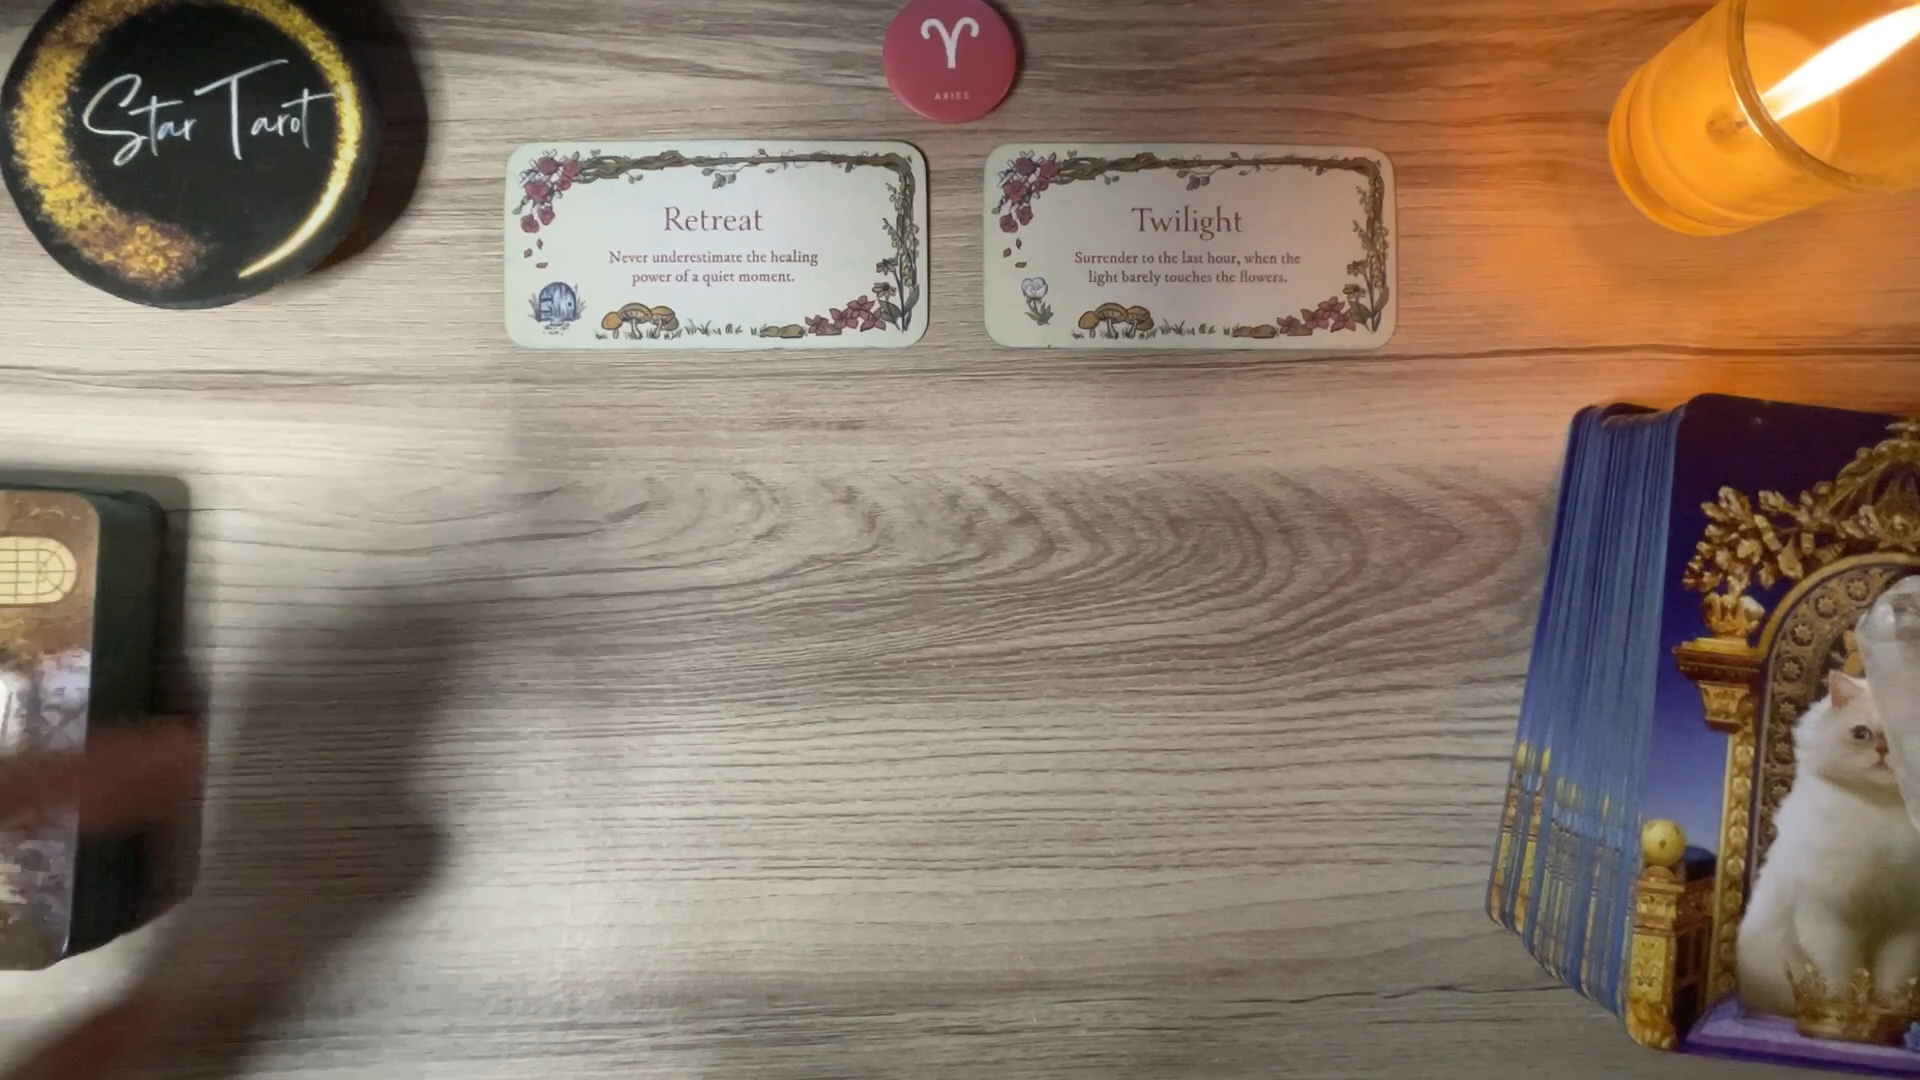 Star Tarot
ARIES
Retreat
Never underestimate the healing
power of a quiet moment.
Twilight
Surrender to the last hour, when the
light barely touches the flowers.